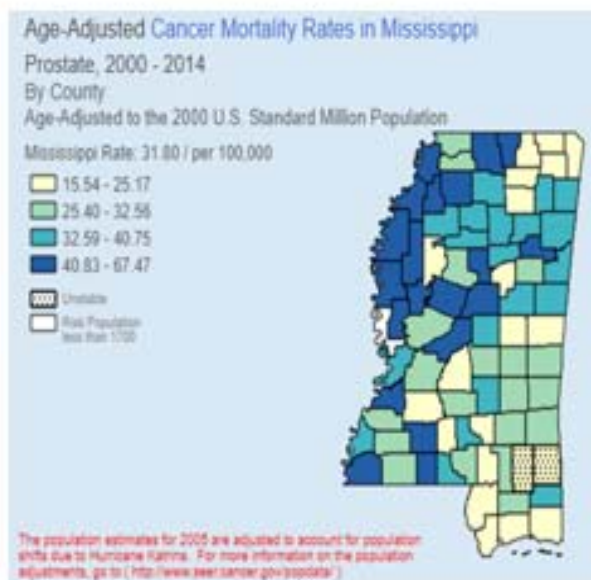 Age-Adjusted Cancer Mortality Rates in Mississippi
Prostate, 2000 - 2014
By County
Age-Adjusted to the 2000 U.S. Standard Million Population
Mississippi Rate: 31.80 / per 100,000
15.54 - 25.17
25.40 - 32.56
32.59 - 40.75
40.83 - 67.47
Unstable
Risk Population
less than 1700
The population estimates for 2005 are adjusted to account for population
shifts due to Hurricane Katrina. For more information on the population
adjustments, go to ( http://www.seer.cancer.gov/popdata/ )